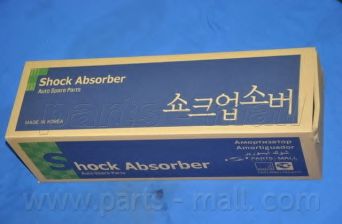 Shock Absorber
Auto Spare Parts
MADE IN KOREA
쇼크업소버
Shock Absorber
Auto Spare Parts
Амортизатор
Amortiguador
PARTS-MALL
www.parts-mall.com